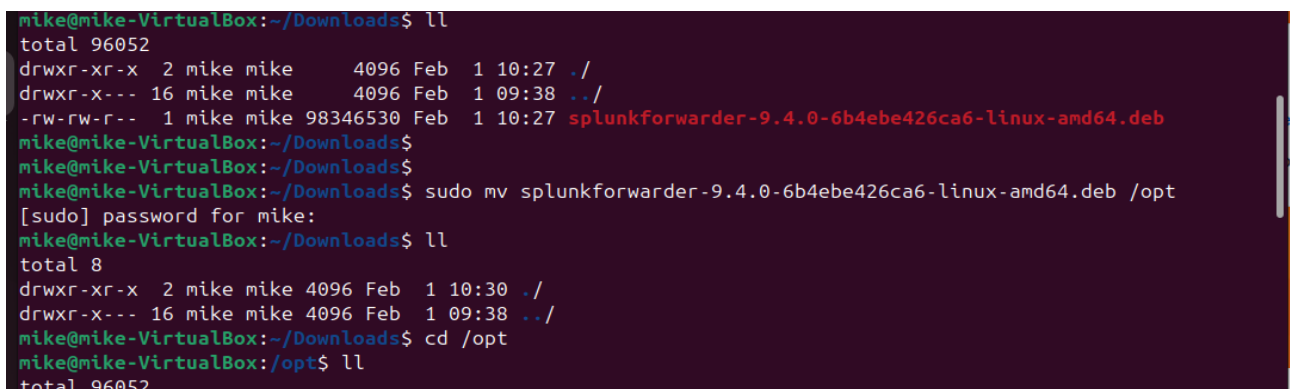 mike@mike-VirtualBox:~/Downloads$ ll
total 96052
drwxr-xr-x  2 mike mike     4096 Feb  1 10:27 ./
drwxr-x--- 16 mike mike     4096 Feb  1 09:38 ../
-rw-rw-r--  1 mike mike 98346530 Feb  1 10:27 splunkforwarder-9.4.0-6b4ebe426ca6-linux-amd64.deb
mike@mike-VirtualBox:~/Downloads$
mike@mike-VirtualBox:~/Downloads$
mike@mike-VirtualBox:~/Downloads$ sudo mv splunkforwarder-9.4.0-6b4ebe426ca6-linux-amd64.deb /opt
[sudo] password for mike:
mike@mike-VirtualBox:~/Downloads$ ll
total 8
drwxr-xr-x  2 mike mike 4096 Feb  1 10:30 ./
drwxr-x--- 16 mike mike 4096 Feb  1 09:38 ../
mike@mike-VirtualBox:~/Downloads$ cd /opt
mike@mike-VirtualBox:/opt$ ll
total 96052